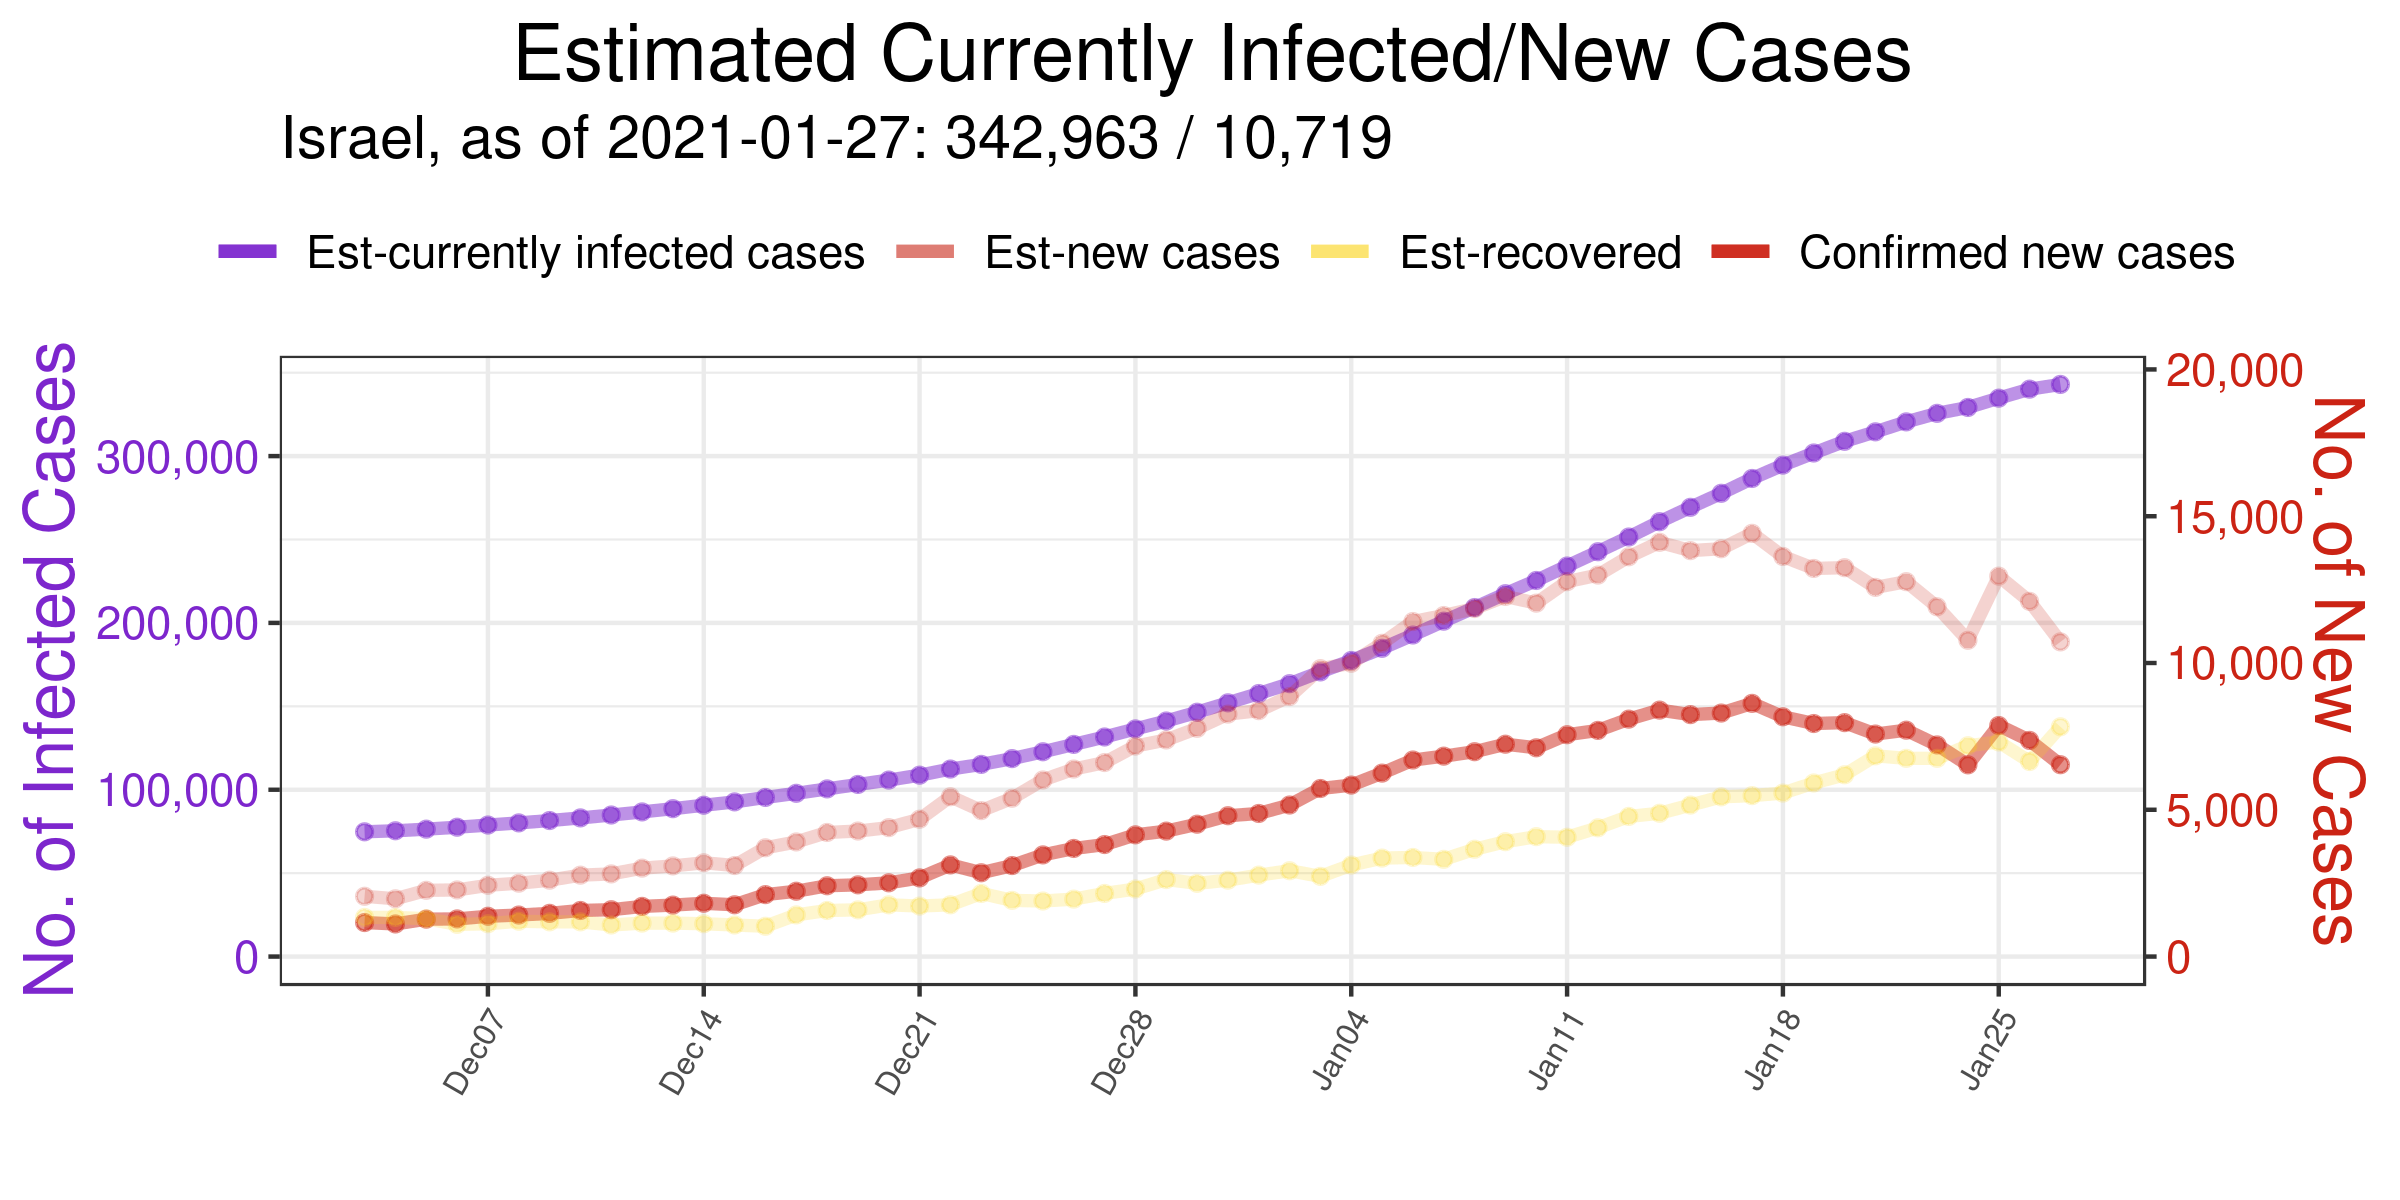 Estimated Currently Infected/New Cases
Israel, as of 2021-01-27: 342,963 / 10,719
Est-currently infected cases Est-new cases Est-recovered Confirmed new cases
No. of Infected Cases
300,000
200,000
100,000
0
20,000
15,000
10,000
5,000
0
No. of New Cases
Dec07 Dec14 Dec21 Dec28 Jan04 Jan11 Jan18 Jan25